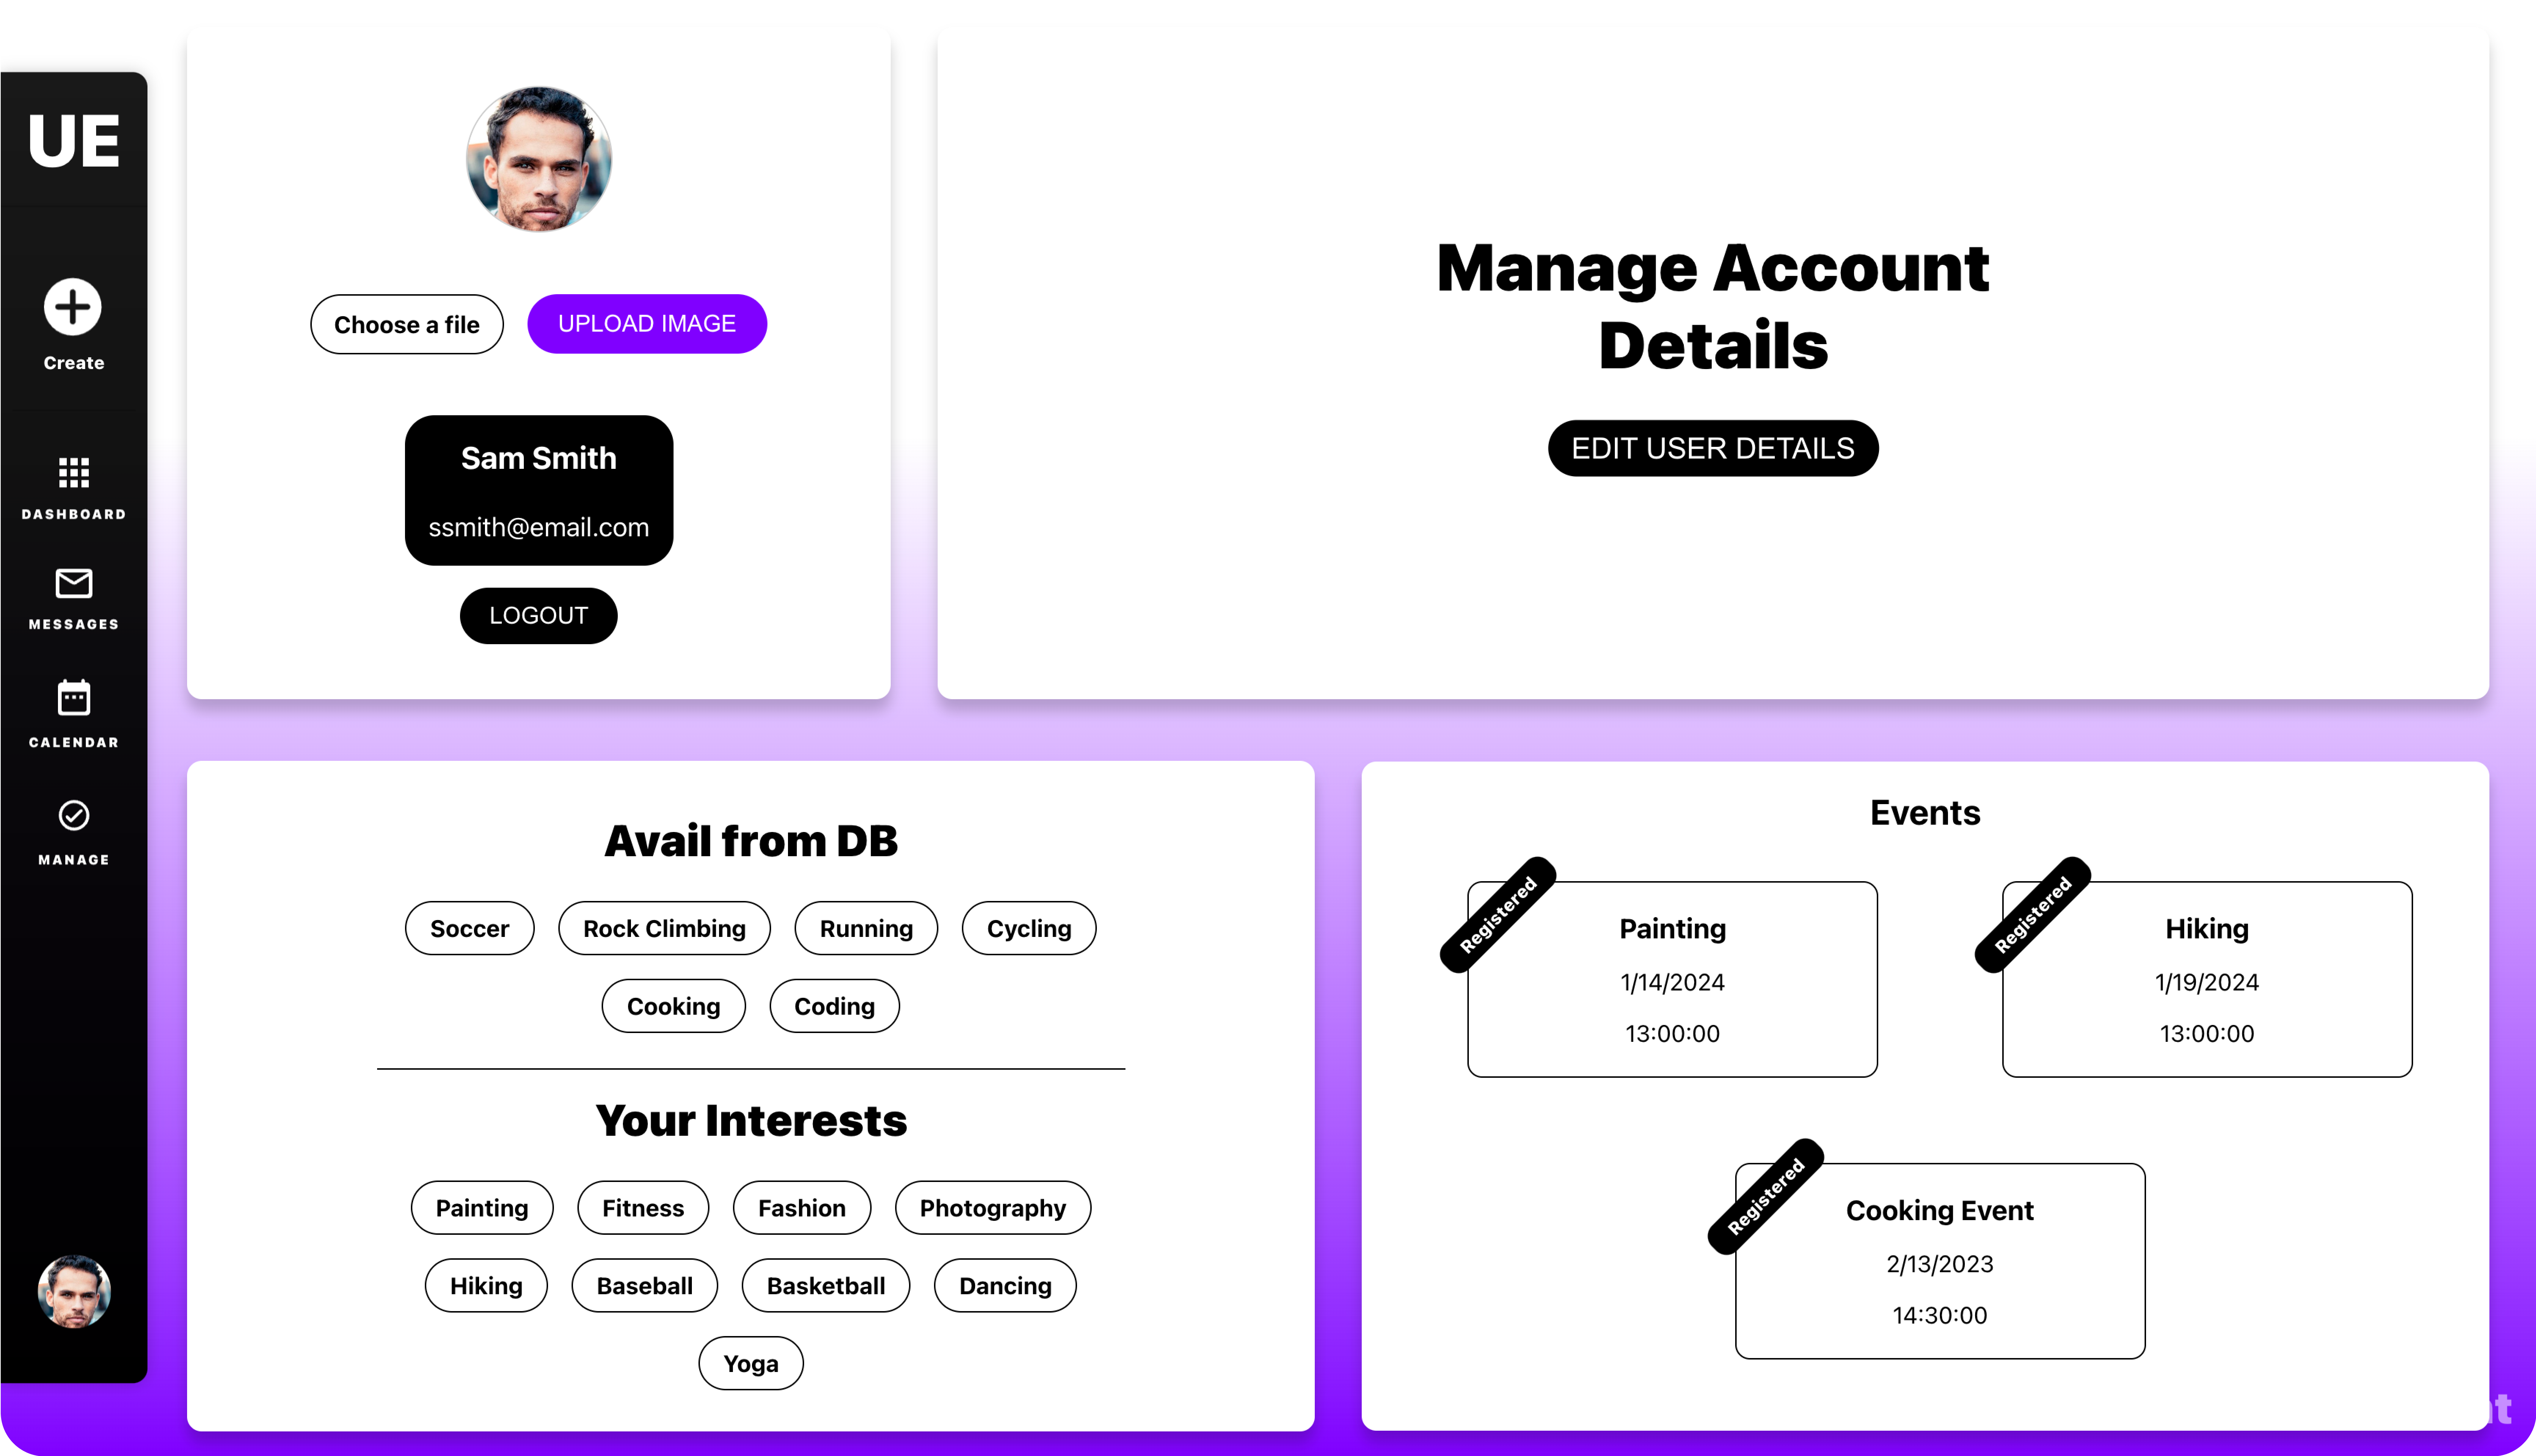 UE
Create
DASHBOARD
MESSAGES
CALENDAR
MANAGE
Choose a file
UPLOAD IMAGE
Sam Smith
ssmith@email.com
LOGOUT
Manage Account
Details
EDIT USER DETAILS
Avail from DB
Soccer
Rock Climbing
Running
Cycling
Cooking
Coding
Your Interests
Painting
Fitness
Fashion
Photography
Hiking
Baseball
Basketball
Dancing
Yoga
Events
Registered
Painting
1/14/2024
13:00:00
Registered
Hiking
1/19/2024
13:00:00
Registered
Cooking Event
2/13/2023
14:30:00